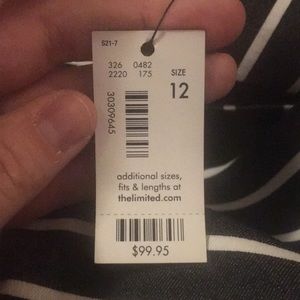 S21-7
326 0482
2220 175
SIZE
12
30309645
additional sizes,
fits & lengths at
thelimited.com
$99.95